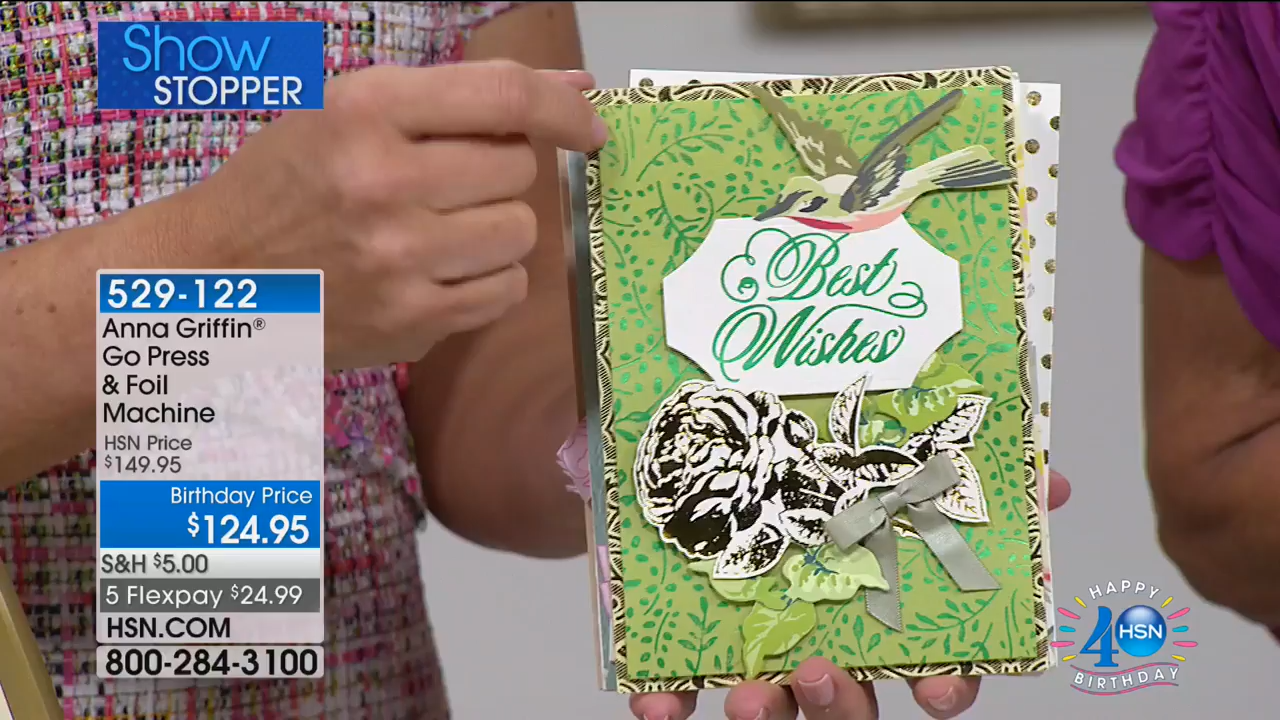 Show
STOPPER
529-122
Anna Griffin®
Go Press
& Foil
Machine
HSN Price
$149.95
Birthday Price
$124.95
S&H $5.00
5 Flexpay $24.99
HSN.COM
800-284-3100
Best
Wishes
HAPPY
40
HSN
BIRTHDAY